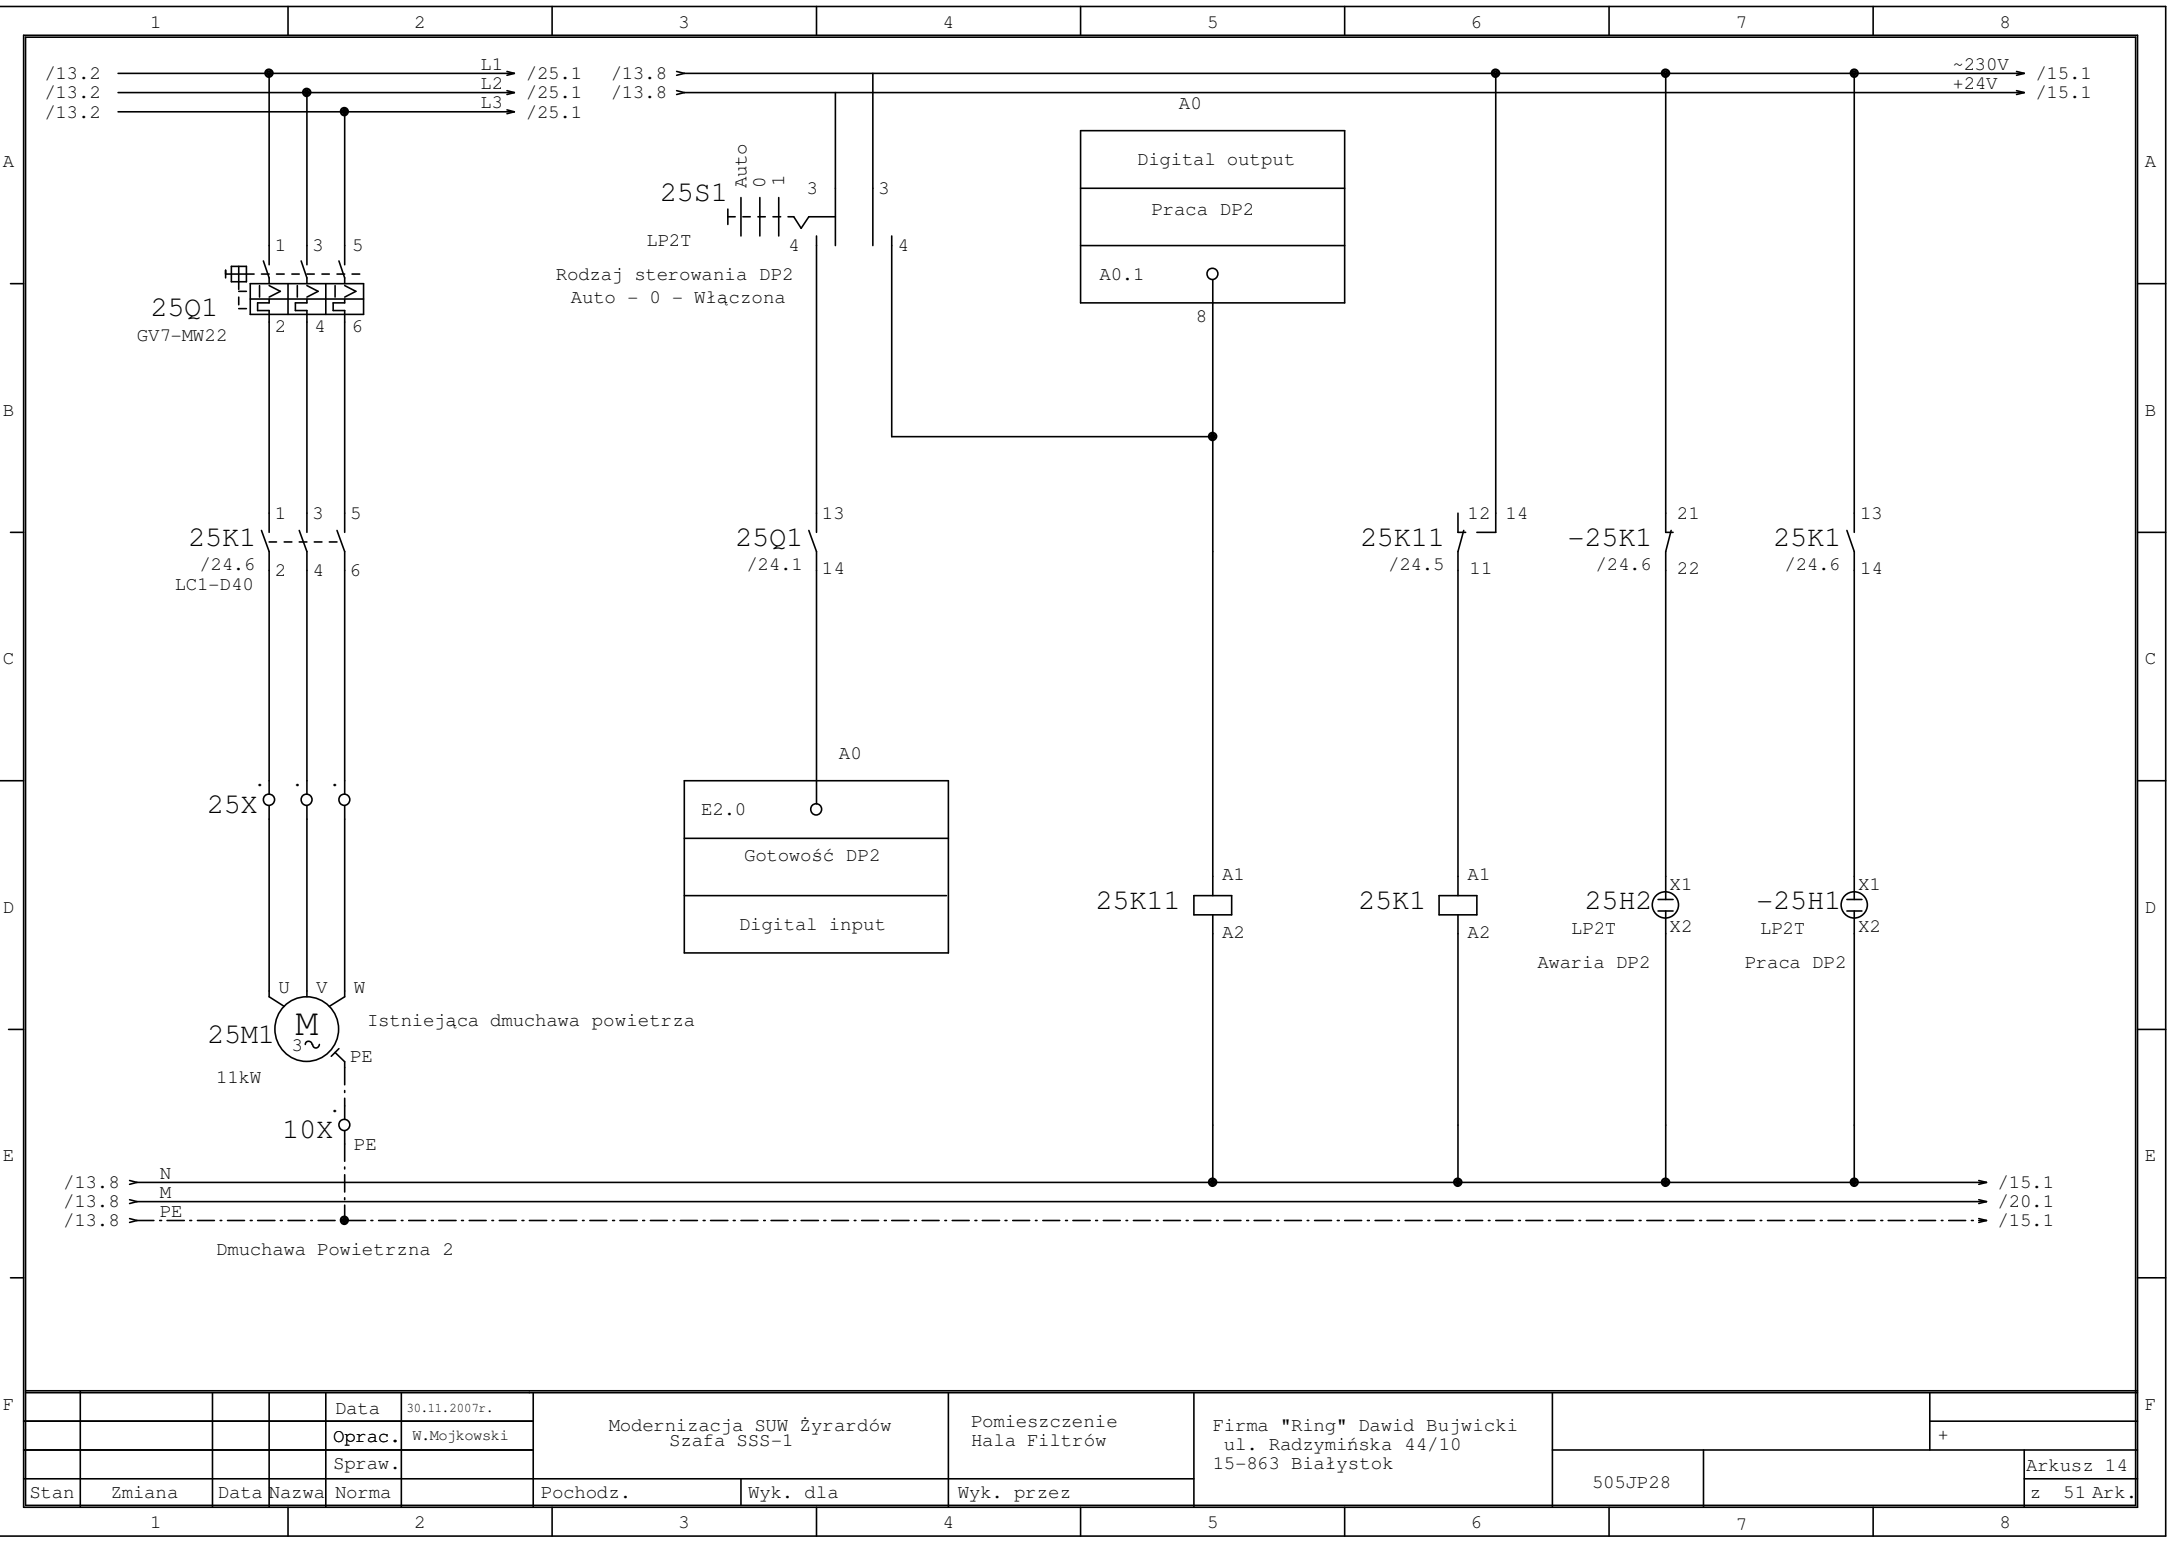 1 2 3 4 5 6 7 8
/13.2 L1 /25.1 /13.8 ~230V /15.1
/13.2 L2 /25.1 /13.8 +24V /15.1
/13.2 L3 /25.1
A0
A A
Digital output
Auto
0
1
25S1 3 3
Praca DP2
LP2T 4 4
1 3 5
Rodzaj sterowania DP2
Auto - 0 - Włączona
A0.1
8
25Q1
2 4 6
GV7-MW22
B B
1 3 5 13 12 14 21 13
25K1 25Q1 25K11 -25K1 25K1
/24.6 /24.1 /24.5 /24.6 /24.6
2 4 6 14 11 22 14
LC1-D40
C C
A0
25X
E2.0
Gotowość DP2
Digital input
A1 A1 X1 X1
25K11 25K1 25H2 -25H1
A2 A2 X2 X2
LP2T LP2T
D D
Awaria DP2 Praca DP2
U V W
25M1 M 3~
Istniejąca dmuchawa powietrza
PE
11kW
10X
PE
E E
/13.8 N /15.1
/13.8 M /20.1
/13.8 PE /15.1
Dmuchawa Powietrzna 2
F F
Data 30.11.2007r.
Oprac. W.Mojkowski
Spraw.
Stan Zmiana Data Nazwa Norma
Modernizacja SUW Żyrardów
Szafa SSS-1
Pochodz. Wyk. dla Wyk. przez
Pomieszczenie
Hala Filtrów
Firma "Ring" Dawid Bujwicki
ul. Radzymińska 44/10
15-863 Białystok
505JP28
+
Arkusz 14
z 51 Ark.
1 2 3 4 5 6 7 8